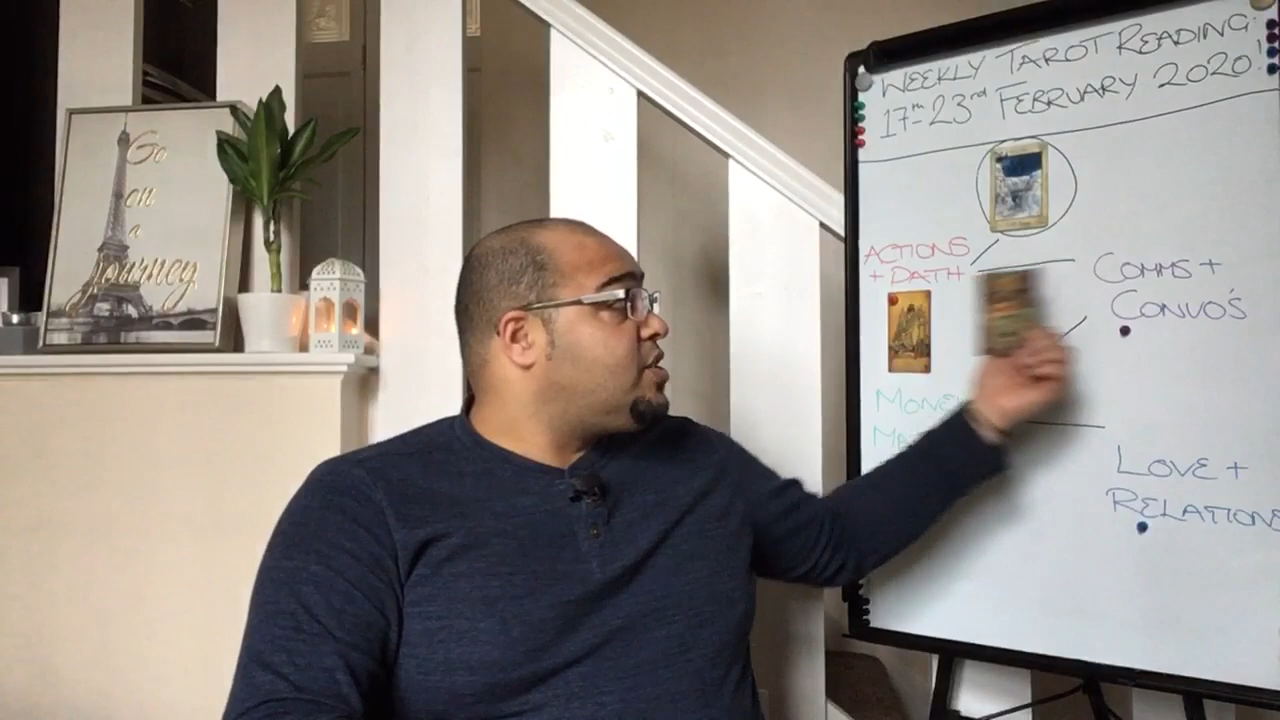 Go
on
a
Journey
WEEKLY TAROT READING:
17TH-23rd FEBRUARY 2020!
ACTIONS
+ PATH
COMMS +
CONVO'S
LOVE +